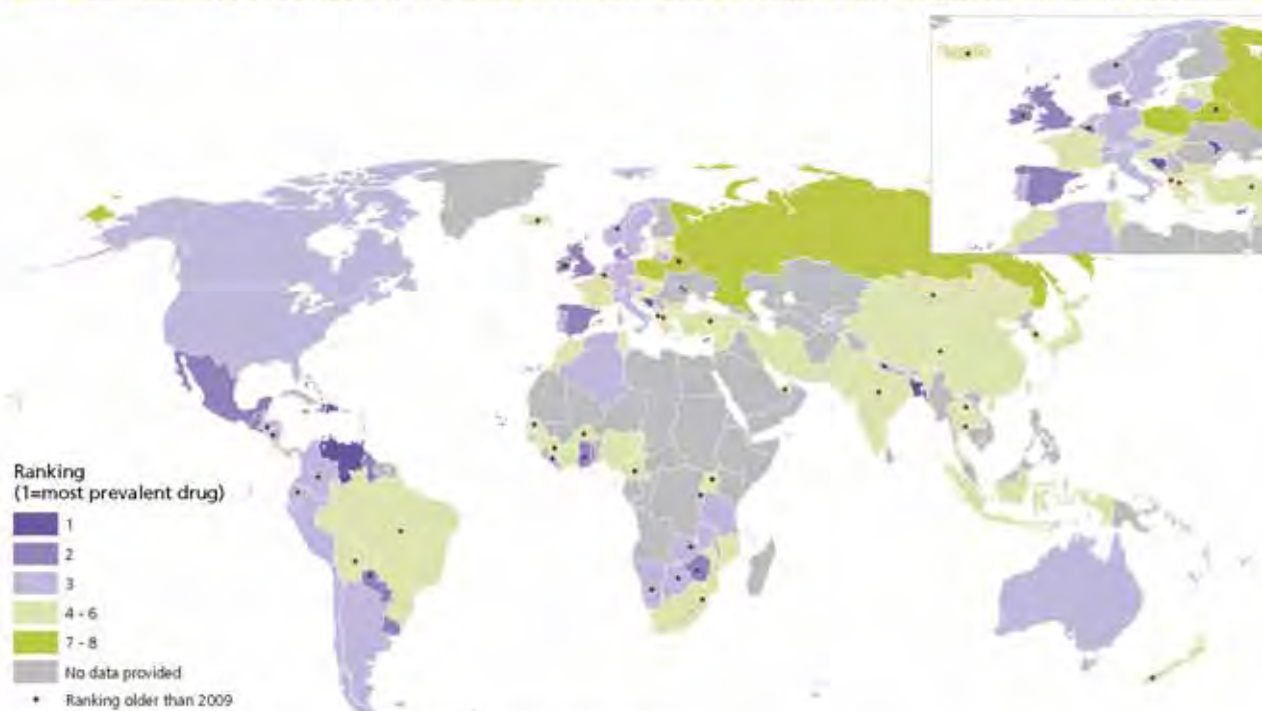 Ranking
(1=most prevalent drug)
1
2
3
4 - 6
7 - 8
No data provided
Ranking older than 2009